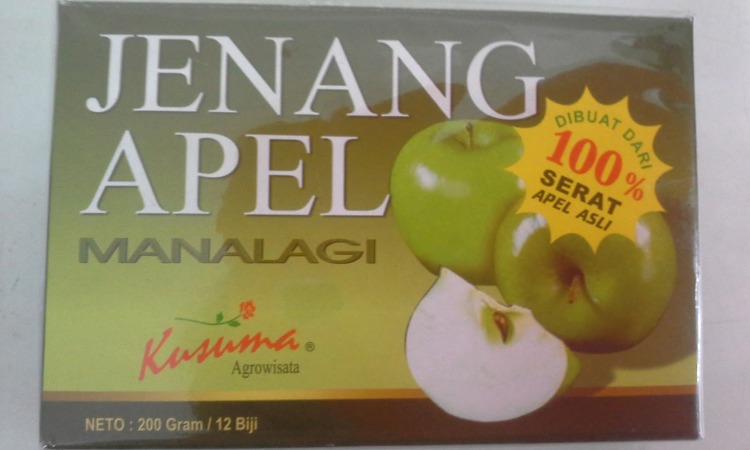 JENANG
APEL
MANALAGI
DIBUAT DARI
100%
SERAT
APEL ASLI
Kusuma ®
Agrowisata
NETO : 200 Gram / 12 Biji